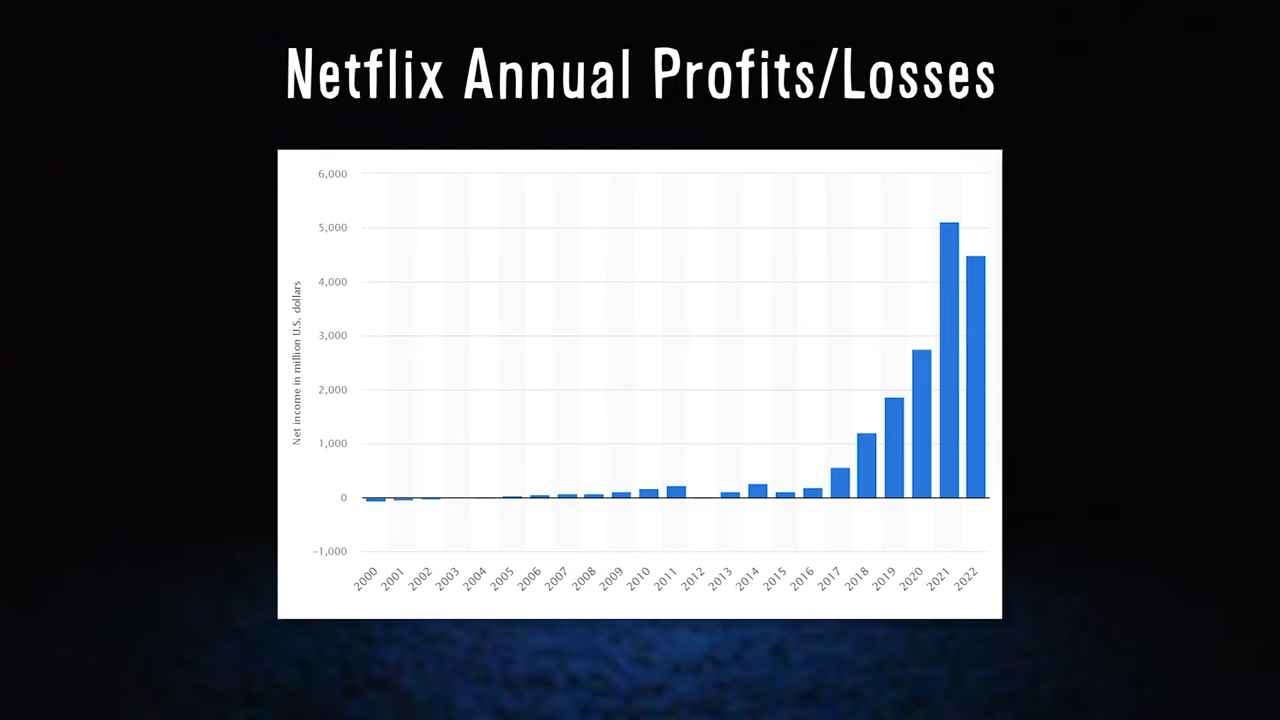 Netflix Annual Profits/Losses
6,000
5,000
4,000
3,000
2,000
1,000
0
–1,000
Net income in million U.S. dollars
2000 2001 2002 2003 2004 2005 2006 2007 2008 2009 2010 2011 2012 2013 2014 2015 2016 2017 2018 2019 2020 2021 2022